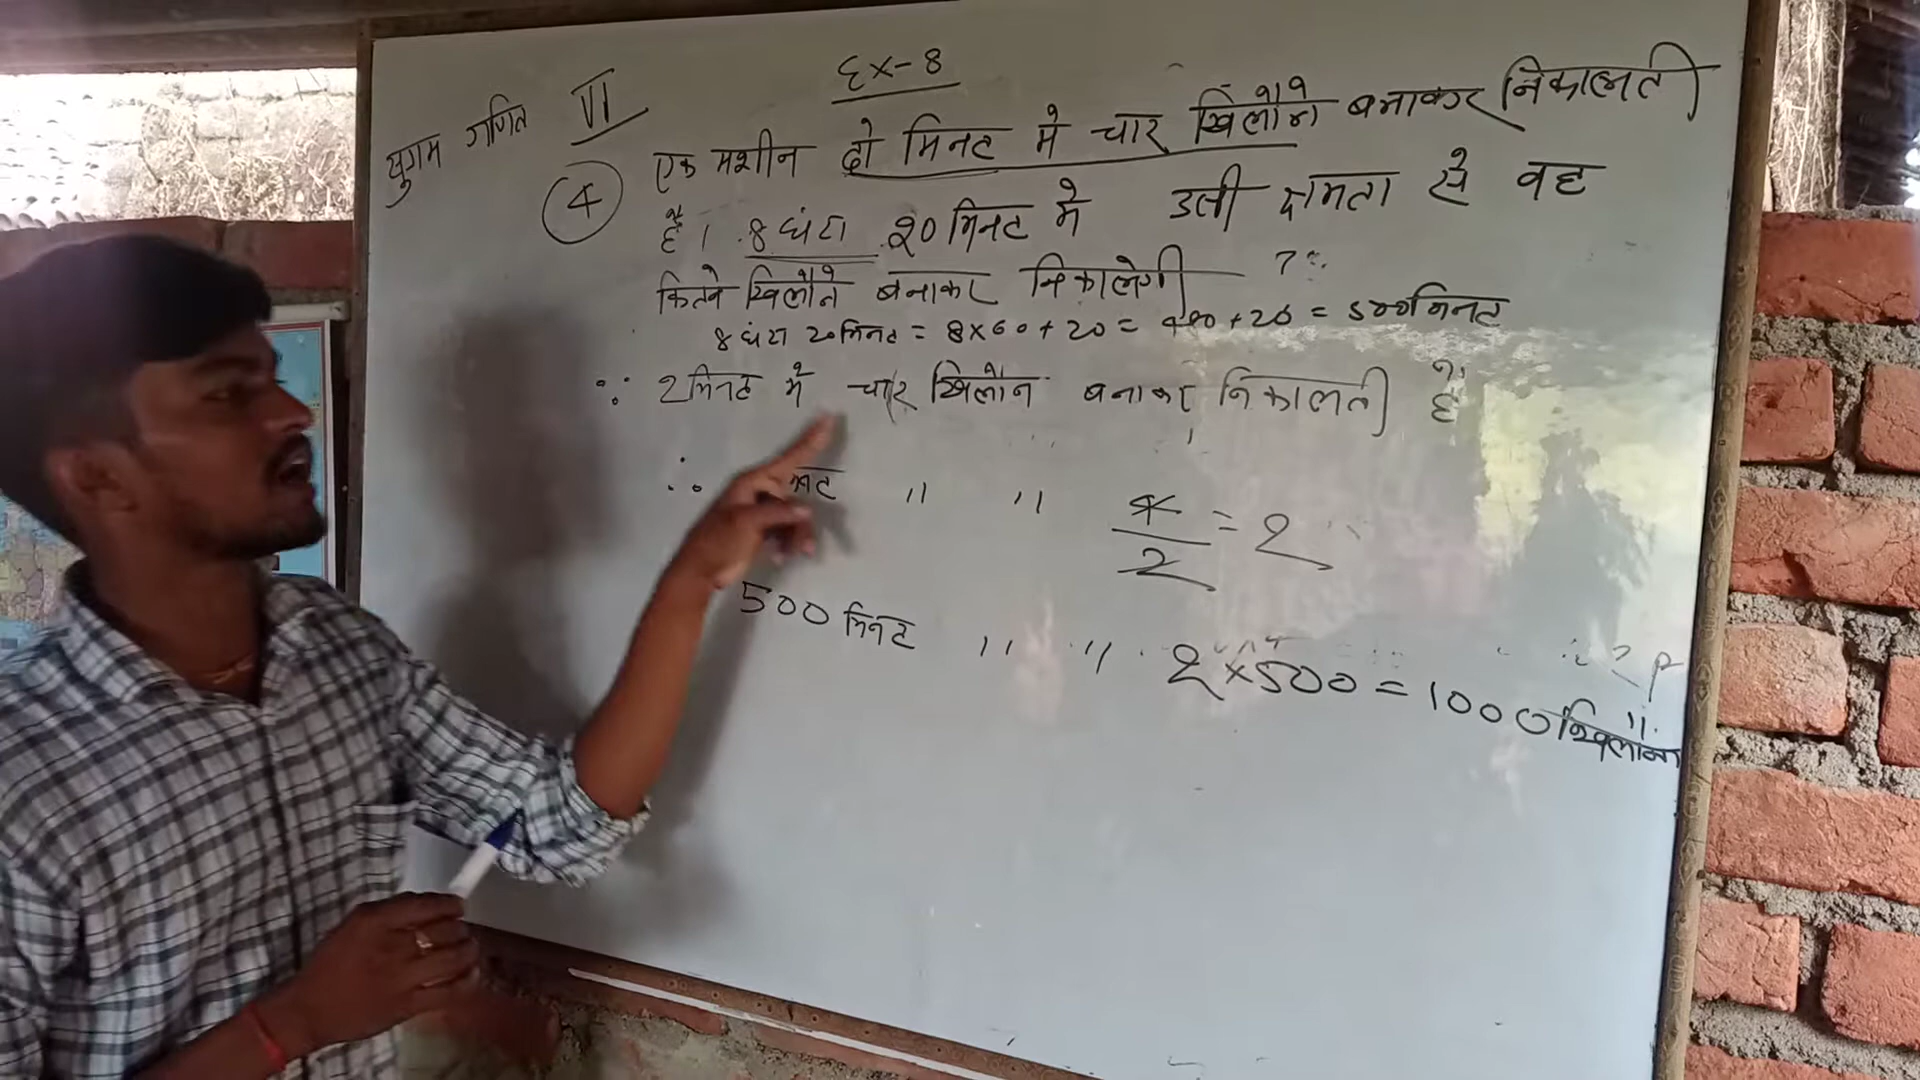 Ex-8
सुगम गणित VI
④ एक मशीन दो मिनट मे चार खिलौने बनाकर निकालती
है। 8 घंटा 20 मिनट मे उसी क्षमता से वह
कितने खिलौने बनाकर निकालेगी ?
8 घंटा 20 मिनट = 8×60+20 = 480+20 = 500 मिनट
∵ 2 मिनट मे चार खिलौने बनाकर निकालती है
∴ " " 4/2 = 2
500 मिनट " " 2×500 = 1000 खिलौना